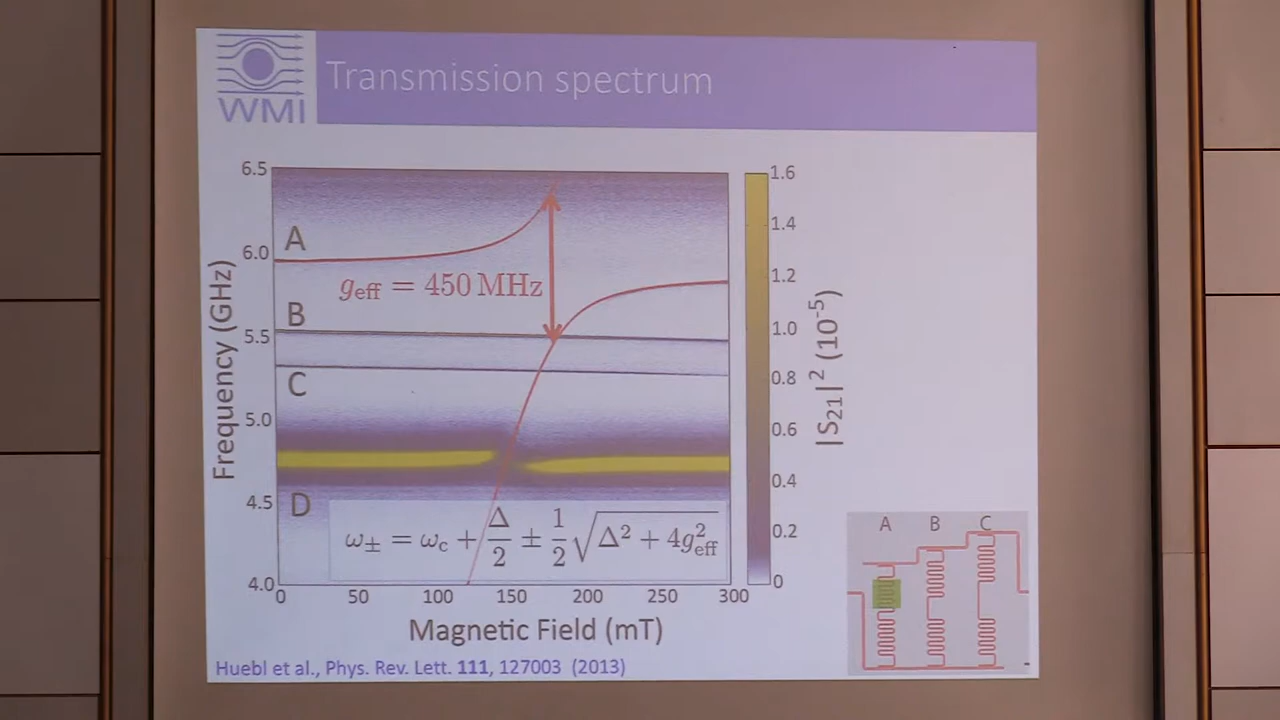 WMI
Transmission spectrum
6.5
6.0
5.5
5.0
4.5
4.0
Frequency (GHz)
A
B
C
D
g_eff = 450 MHz
ω± = ω_c + Δ/2 ± 1/2 √(Δ² + 4g²_eff)
0 50 100 150 200 250 300
Magnetic Field (mT)
1.6
1.4
1.2
1.0
0.8
0.6
0.4
0.2
0
|S₂₁|² (10⁻⁵)
A B C
Huebl et al., Phys. Rev. Lett. 111, 127003 (2013)